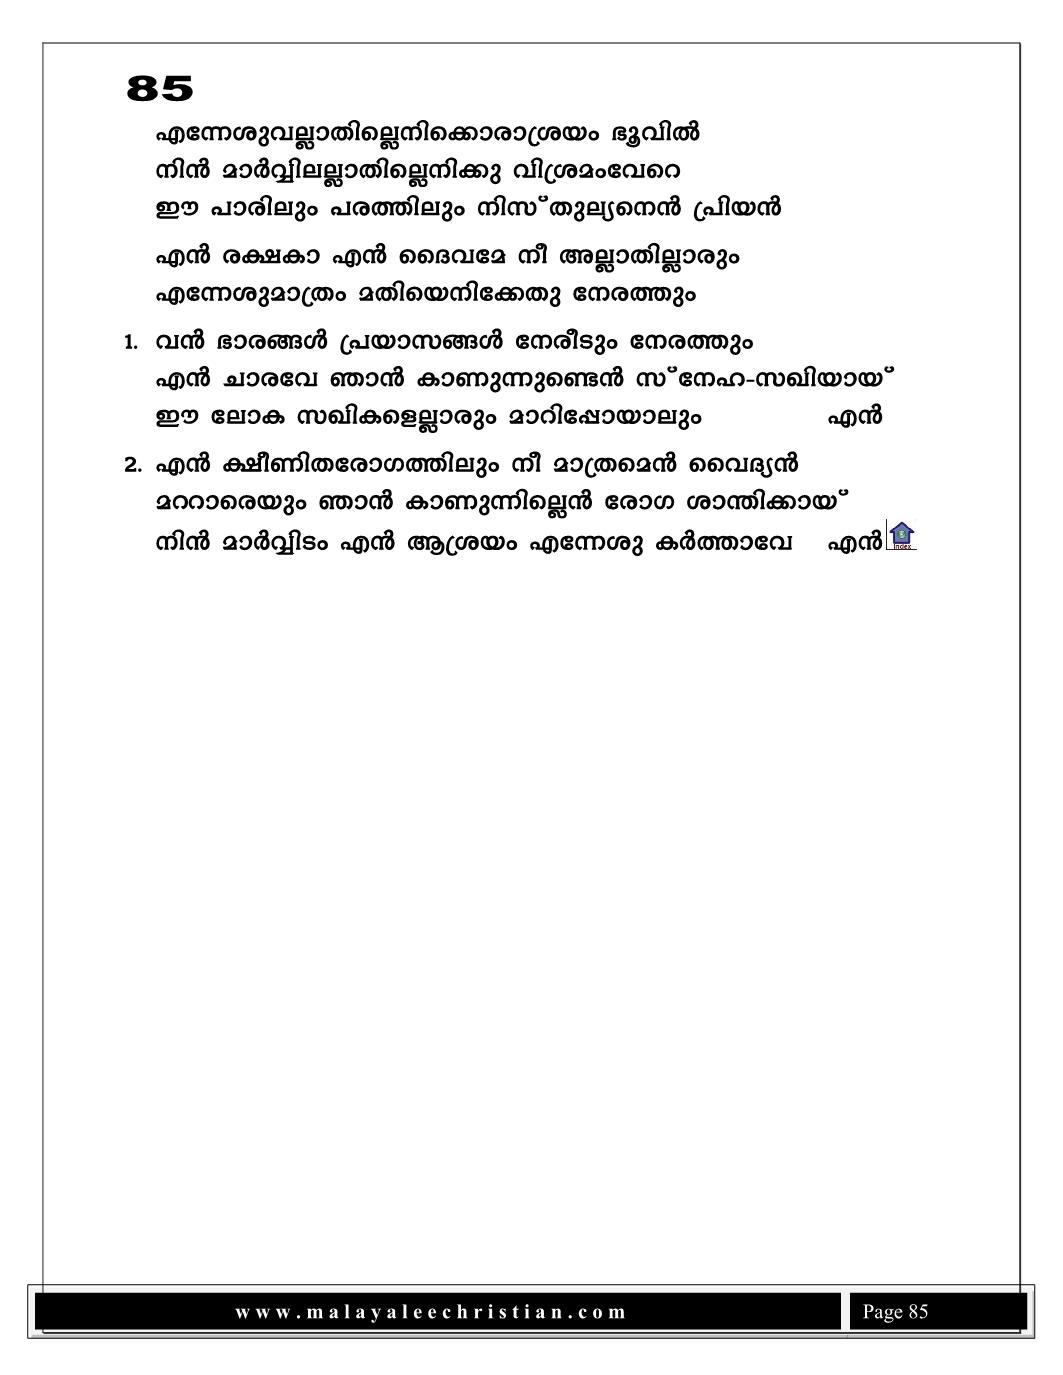 85
എന്നേശുവല്ലാതില്ലെനിക്കൊരാശ്രയം ഭൂവിൽ
നിൻ മാർവ്വിലല്ലാതില്ലെനിക്കു വിശ്രമംവേറെ
ഈ പാരിലും പരത്തിലും നിസ്തുല്യനെൻ പ്രിയൻ
എൻ രക്ഷകാ എൻ ദൈവമേ നീ അല്ലാതില്ലാരും
എന്നേശുമാത്രം മതിയെനിക്കേതു നേരത്തും
1. വൻ ഭാരങ്ങൾ പ്രയാസങ്ങൾ നേരീടും നേരത്തും
എൻ ചാരവേ ഞാൻ കാണുന്നുണ്ടെൻ സ്നേഹ-സഖിയായ്
ഈ ലോക സഖികളെല്ലാരും മാറിപ്പോയാലും എൻ
2. എൻ ക്ഷീണിതരോഗത്തിലും നീ മാത്രമെൻ വൈദ്യൻ
മററാരെയും ഞാൻ കാണുന്നില്ലെൻ രോഗ ശാന്തിക്കായ്
നിൻ മാർവ്വിടം എൻ ആശ്രയം എന്നേശു കർത്താവേ എൻ
Index
www.malayaleechristian.com
Page 85